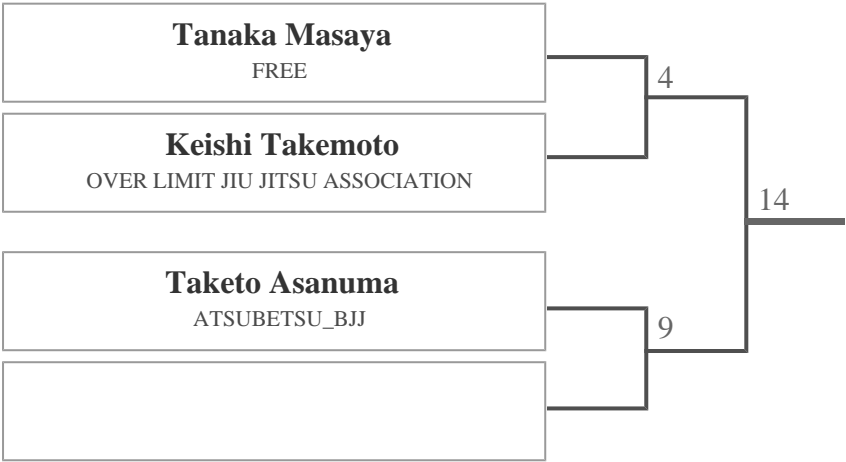 Tanaka Masaya
FREE
4
Keishi Takemoto
OVER LIMIT JIU JITSU ASSOCIATION
14
Taketo Asanuma
ATSUBETSU_BJJ
9